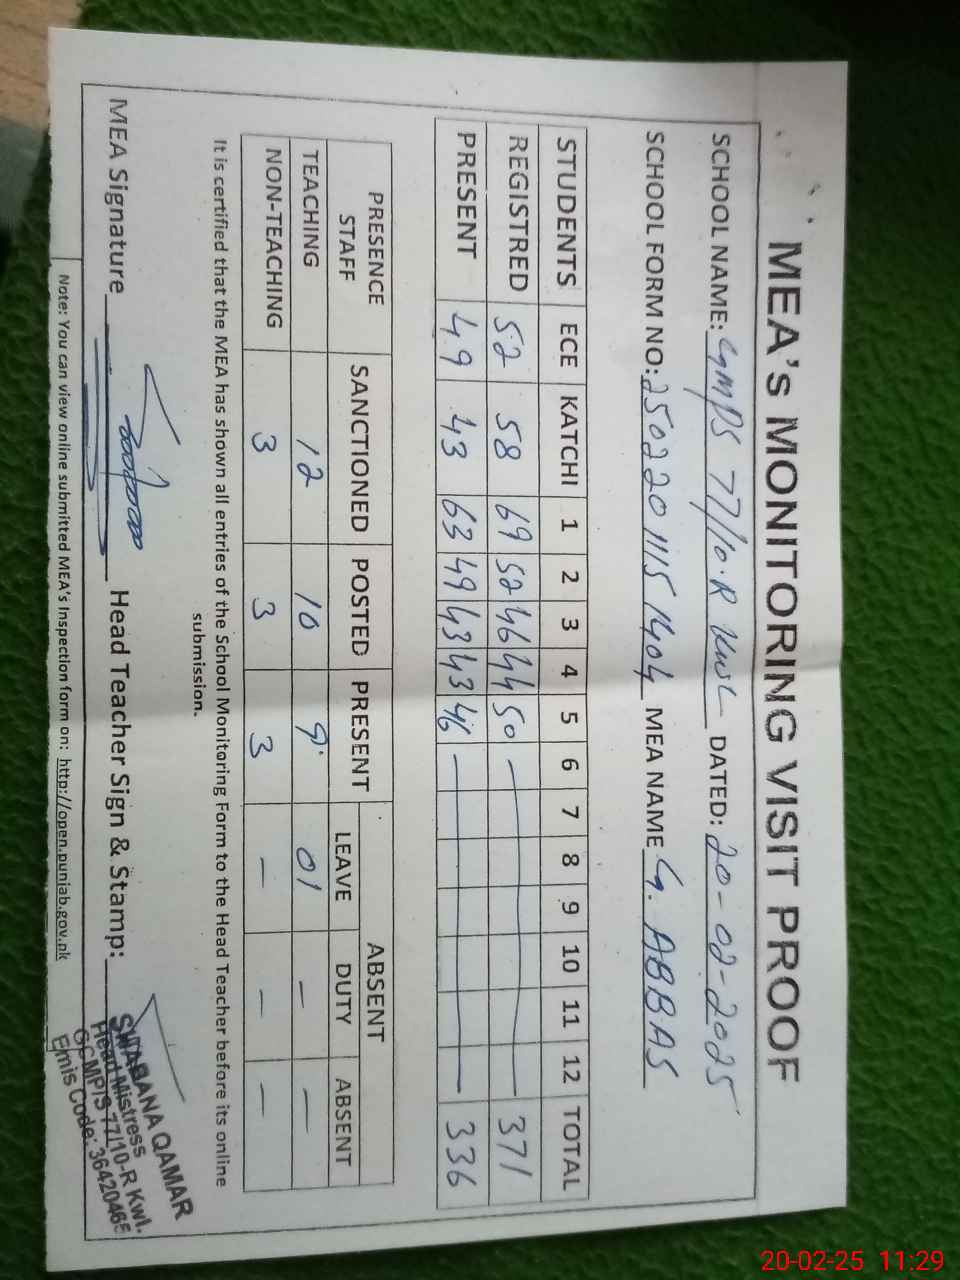 MEA's MONITORING VISIT PROOF
SCHOOL NAME: GMPS 77/10.R KWL DATED: 20-02-2025
SCHOOL FORM NO: 2502201115 1404 MEA NAME G. ABBAS
STUDENTS ECE KATCHI 1 2 3 4 5 6 7 8 9 10 11 12 TOTAL
REGISTRED 52 58 69 52 46 44 50 — 371
PRESENT 49 43 63 49 43 43 46 — 336
PRESENCE STAFF SANCTIONED POSTED PRESENT ABSENT
LEAVE DUTY ABSENT
TEACHING 12 10 9 01 — —
NON-TEACHING 3 3 3 — — —
It is certified that the MEA has shown all entries of the School Monitoring Form to the Head Teacher before its online
submission.
MEA Signature Head Teacher Sign & Stamp:
SHABANA QAMAR
Head Mistress
GCMP/S 77/10-R Kwl.
Emis Code: 36420465
Note: You can view online submitted MEA's Inspection form on: http://open.punjab.gov.pk
20-02-25 11:29